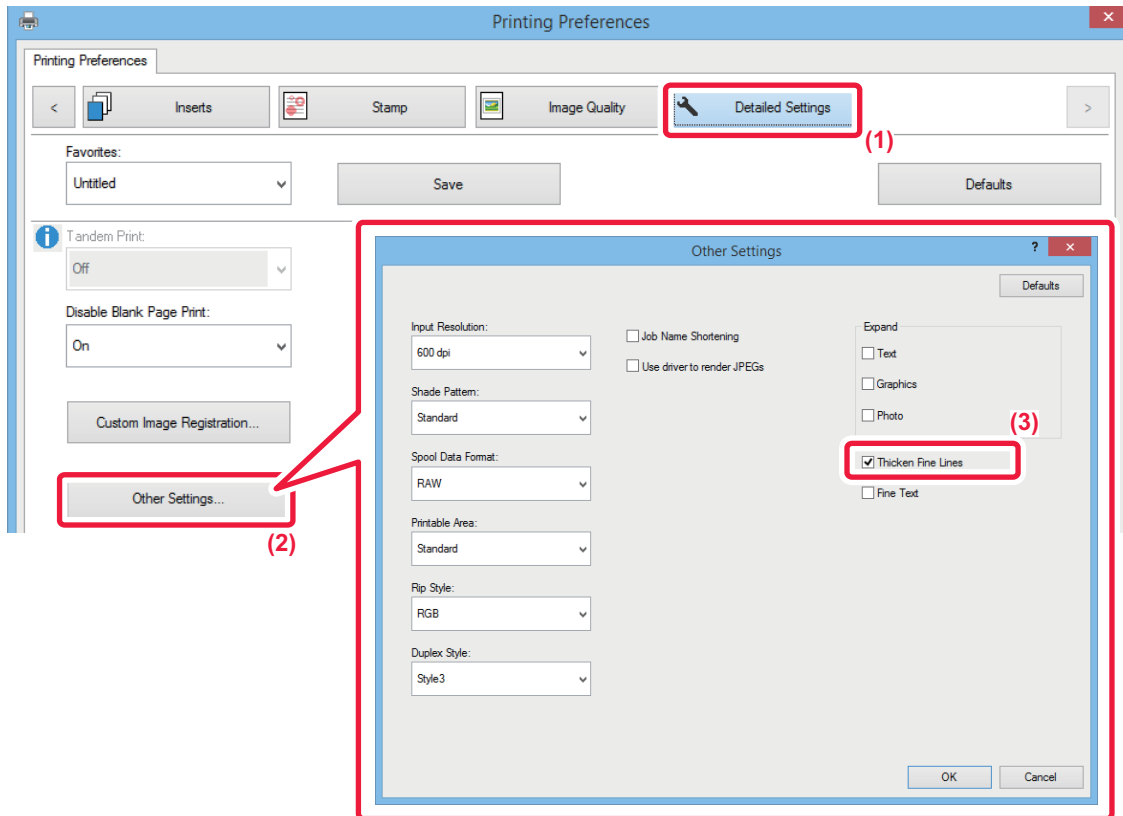 Printing Preferences
Printing Preferences
< Inserts Stamp Image Quality Detailed Settings >
(1)
Favorites:
Untitled Save Defaults
Tandem Print:
Off
Disable Blank Page Print:
On
Custom Image Registration...
Other Settings...
(2)
Other Settings ?
Defaults
Input Resolution:
600 dpi
Shade Pattern:
Standard
Spool Data Format:
RAW
Printable Area:
Standard
Rip Style:
RGB
Duplex Style:
Style3
Job Name Shortening
Use driver to render JPEGs
Expand
Text
Graphics
Photo
(3)
Thicken Fine Lines
Fine Text
OK Cancel